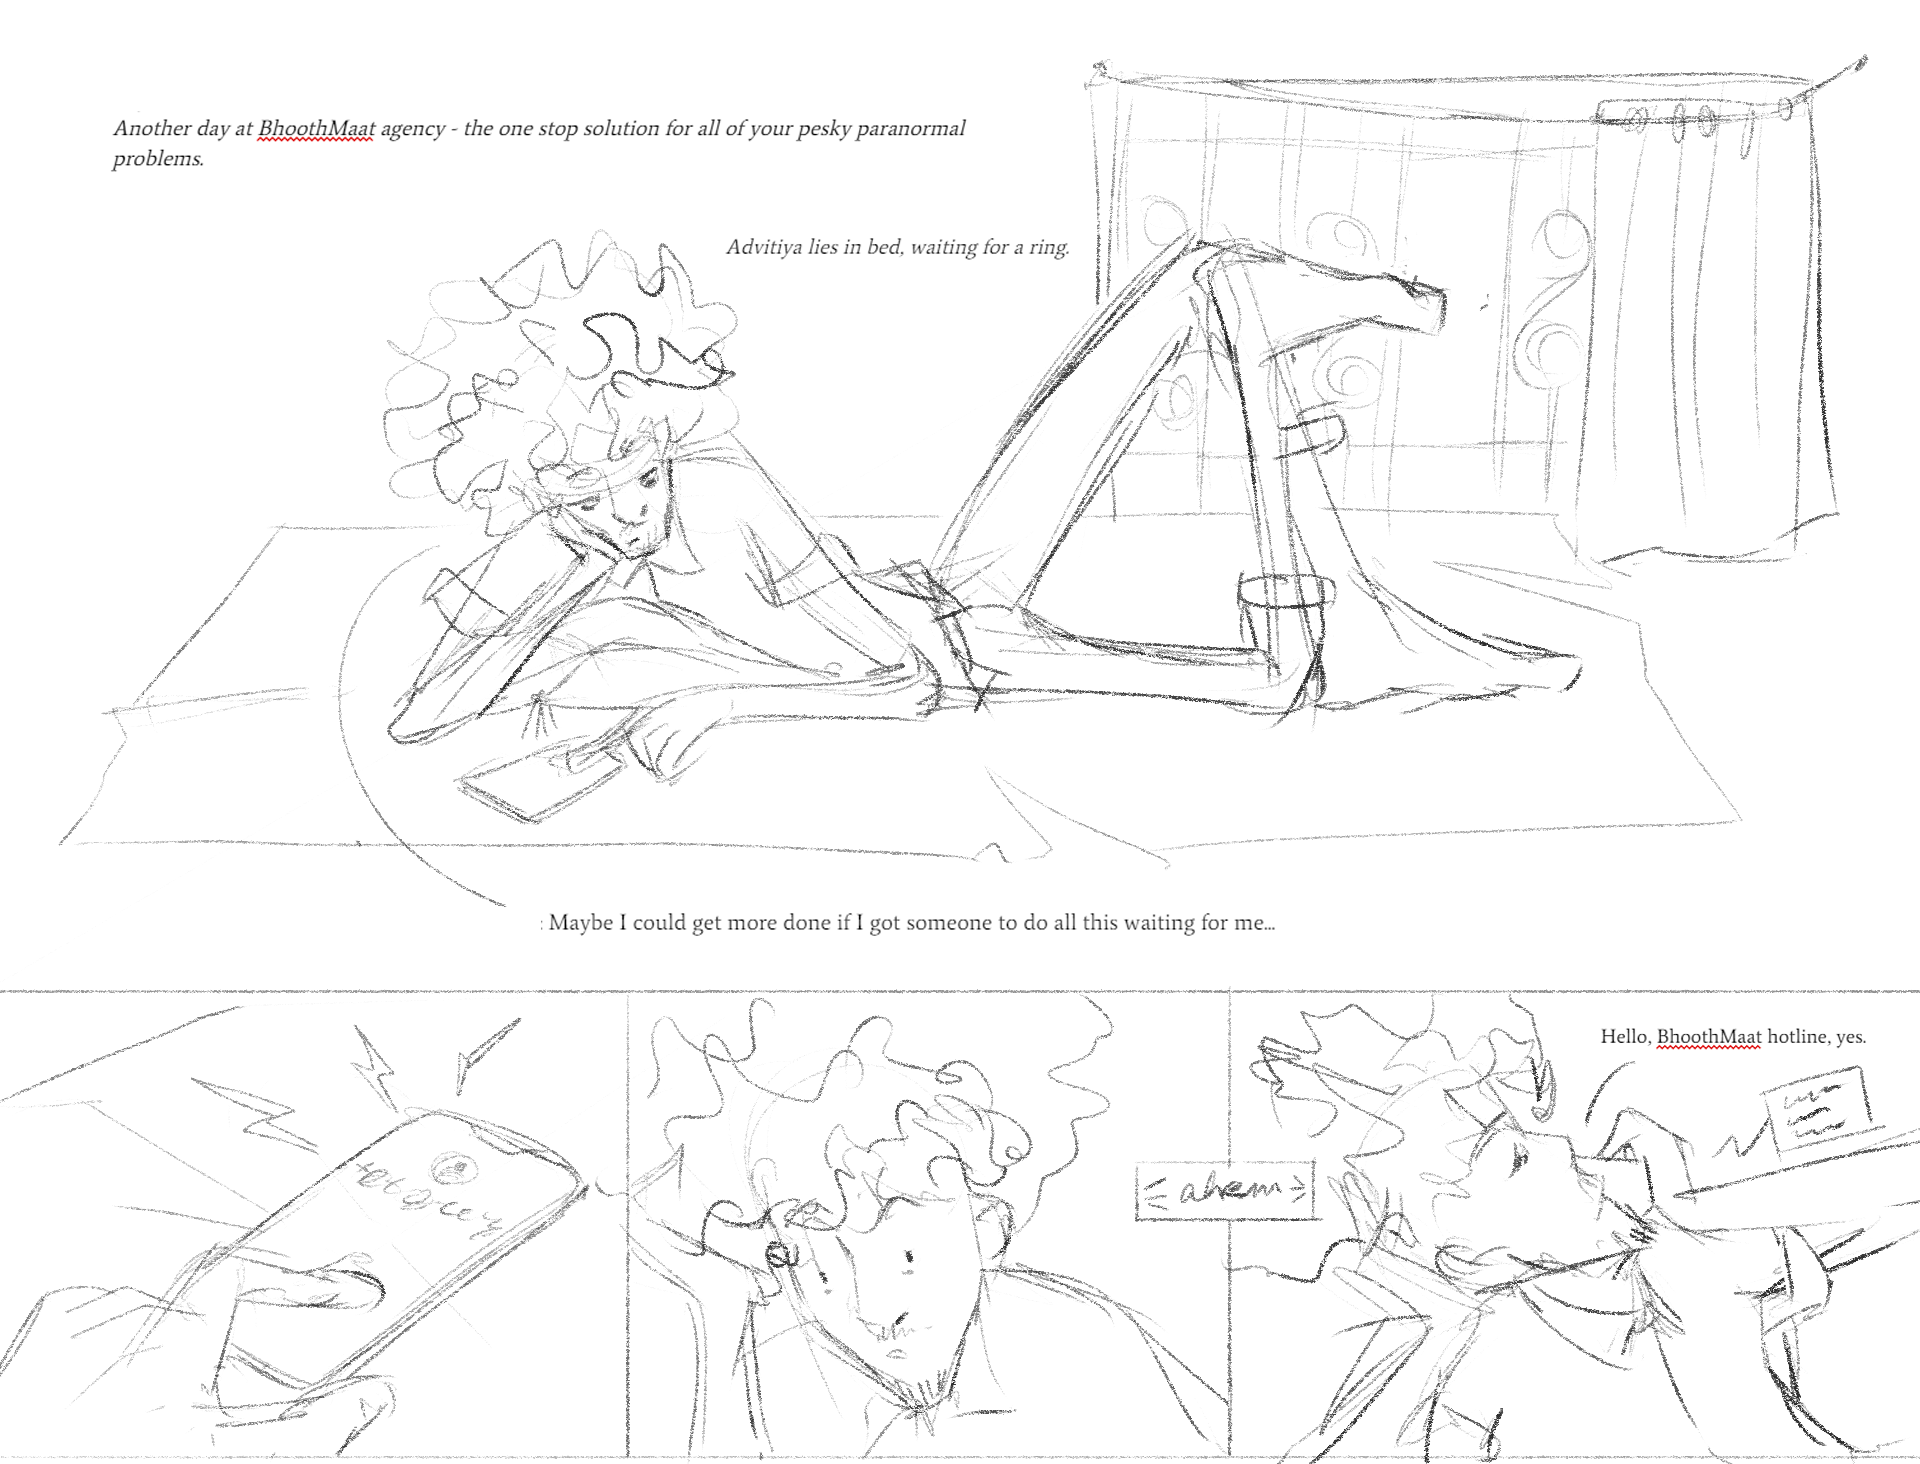 Another day at BhoothMaat agency - the one stop solution for all of your pesky paranormal
problems.
Advitiya lies in bed, waiting for a ring.
: Maybe I could get more done if I got someone to do all this waiting for me...
Hello, BhoothMaat hotline, yes.
ahem